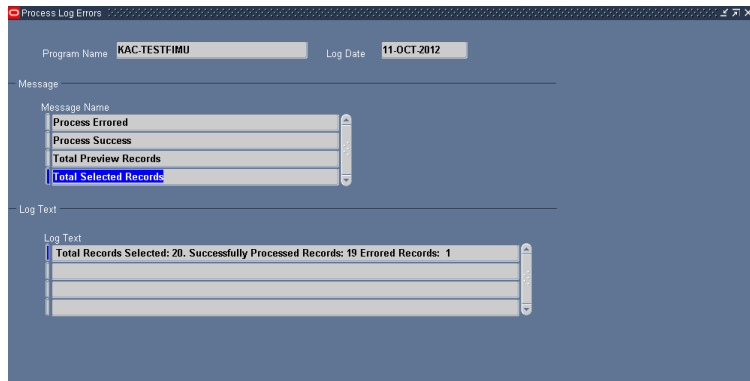 Process Log Errors
Program Name KAC-TESTFIMU Log Date 11-OCT-2012
Message
Message Name
Process Errored
Process Success
Total Preview Records
Total Selected Records
Log Text
Log Text
Total Records Selected: 20. Successfully Processed Records: 19 Errored Records: 1